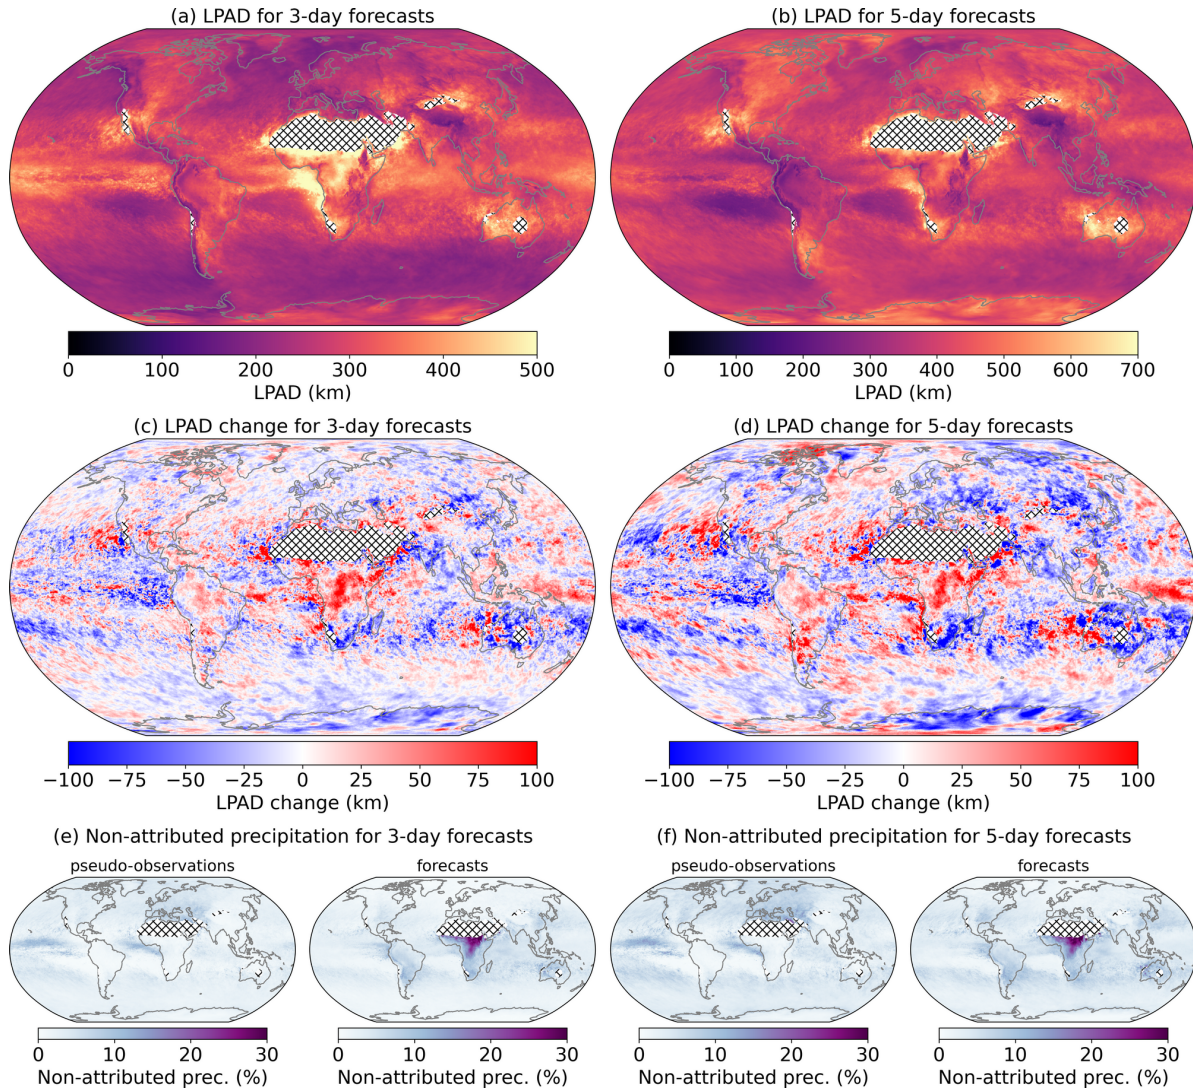 (a) LPAD for 3-day forecasts
(b) LPAD for 5-day forecasts
0 100 200 300 400 500
LPAD (km)
0 100 200 300 400 500 600 700
LPAD (km)
(c) LPAD change for 3-day forecasts
(d) LPAD change for 5-day forecasts
−100 −75 −50 −25 0 25 50 75 100
LPAD change (km)
−100 −75 −50 −25 0 25 50 75 100
LPAD change (km)
(e) Non-attributed precipitation for 3-day forecasts
(f) Non-attributed precipitation for 5-day forecasts
pseudo-observations
forecasts
pseudo-observations
forecasts
0 10 20 30
Non-attributed prec. (%)
0 10 20 30
Non-attributed prec. (%)
0 10 20 30
Non-attributed prec. (%)
0 10 20 30
Non-attributed prec. (%)